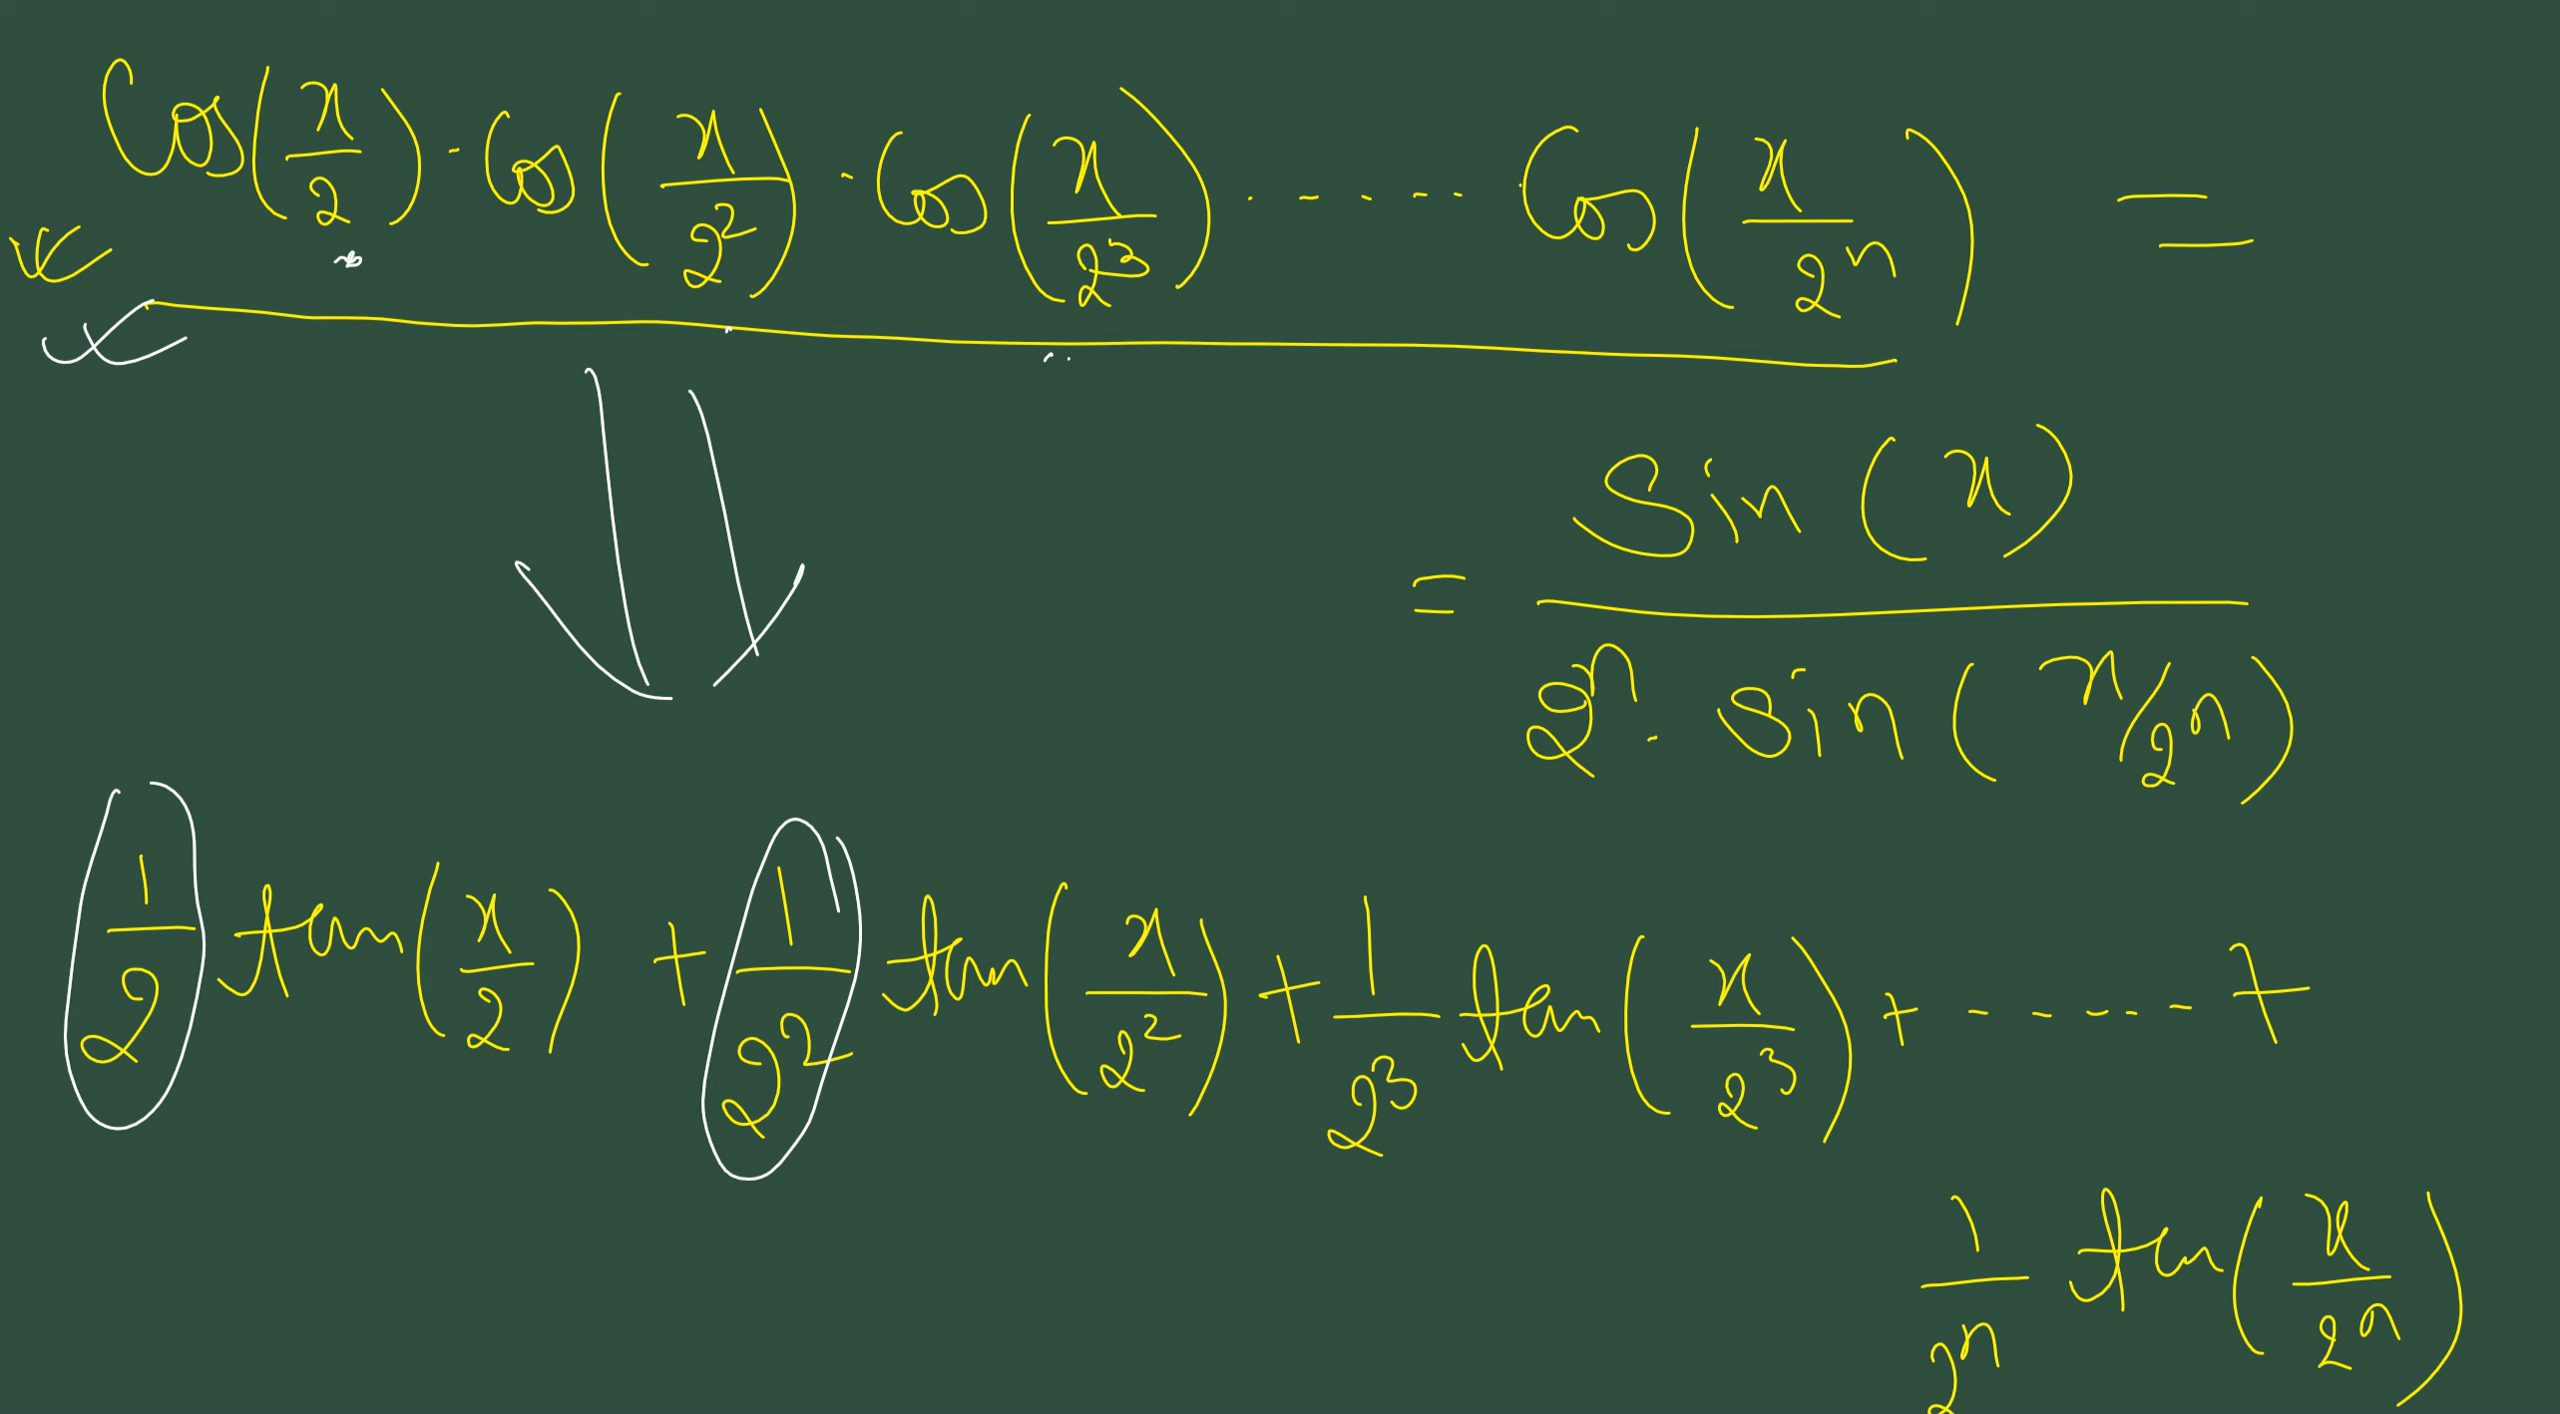 Cos(x/2) · Cos(x/2²) · Cos(x/2³) ------ Cos(x/2ⁿ) =
= Sin(x) / 2ⁿ · Sin(x/2ⁿ)
1/2 tan(x/2) + 1/2² tan(x/2²) + 1/2³ tan(x/2³) + ------ +
1/2ⁿ tan(x/2ⁿ)